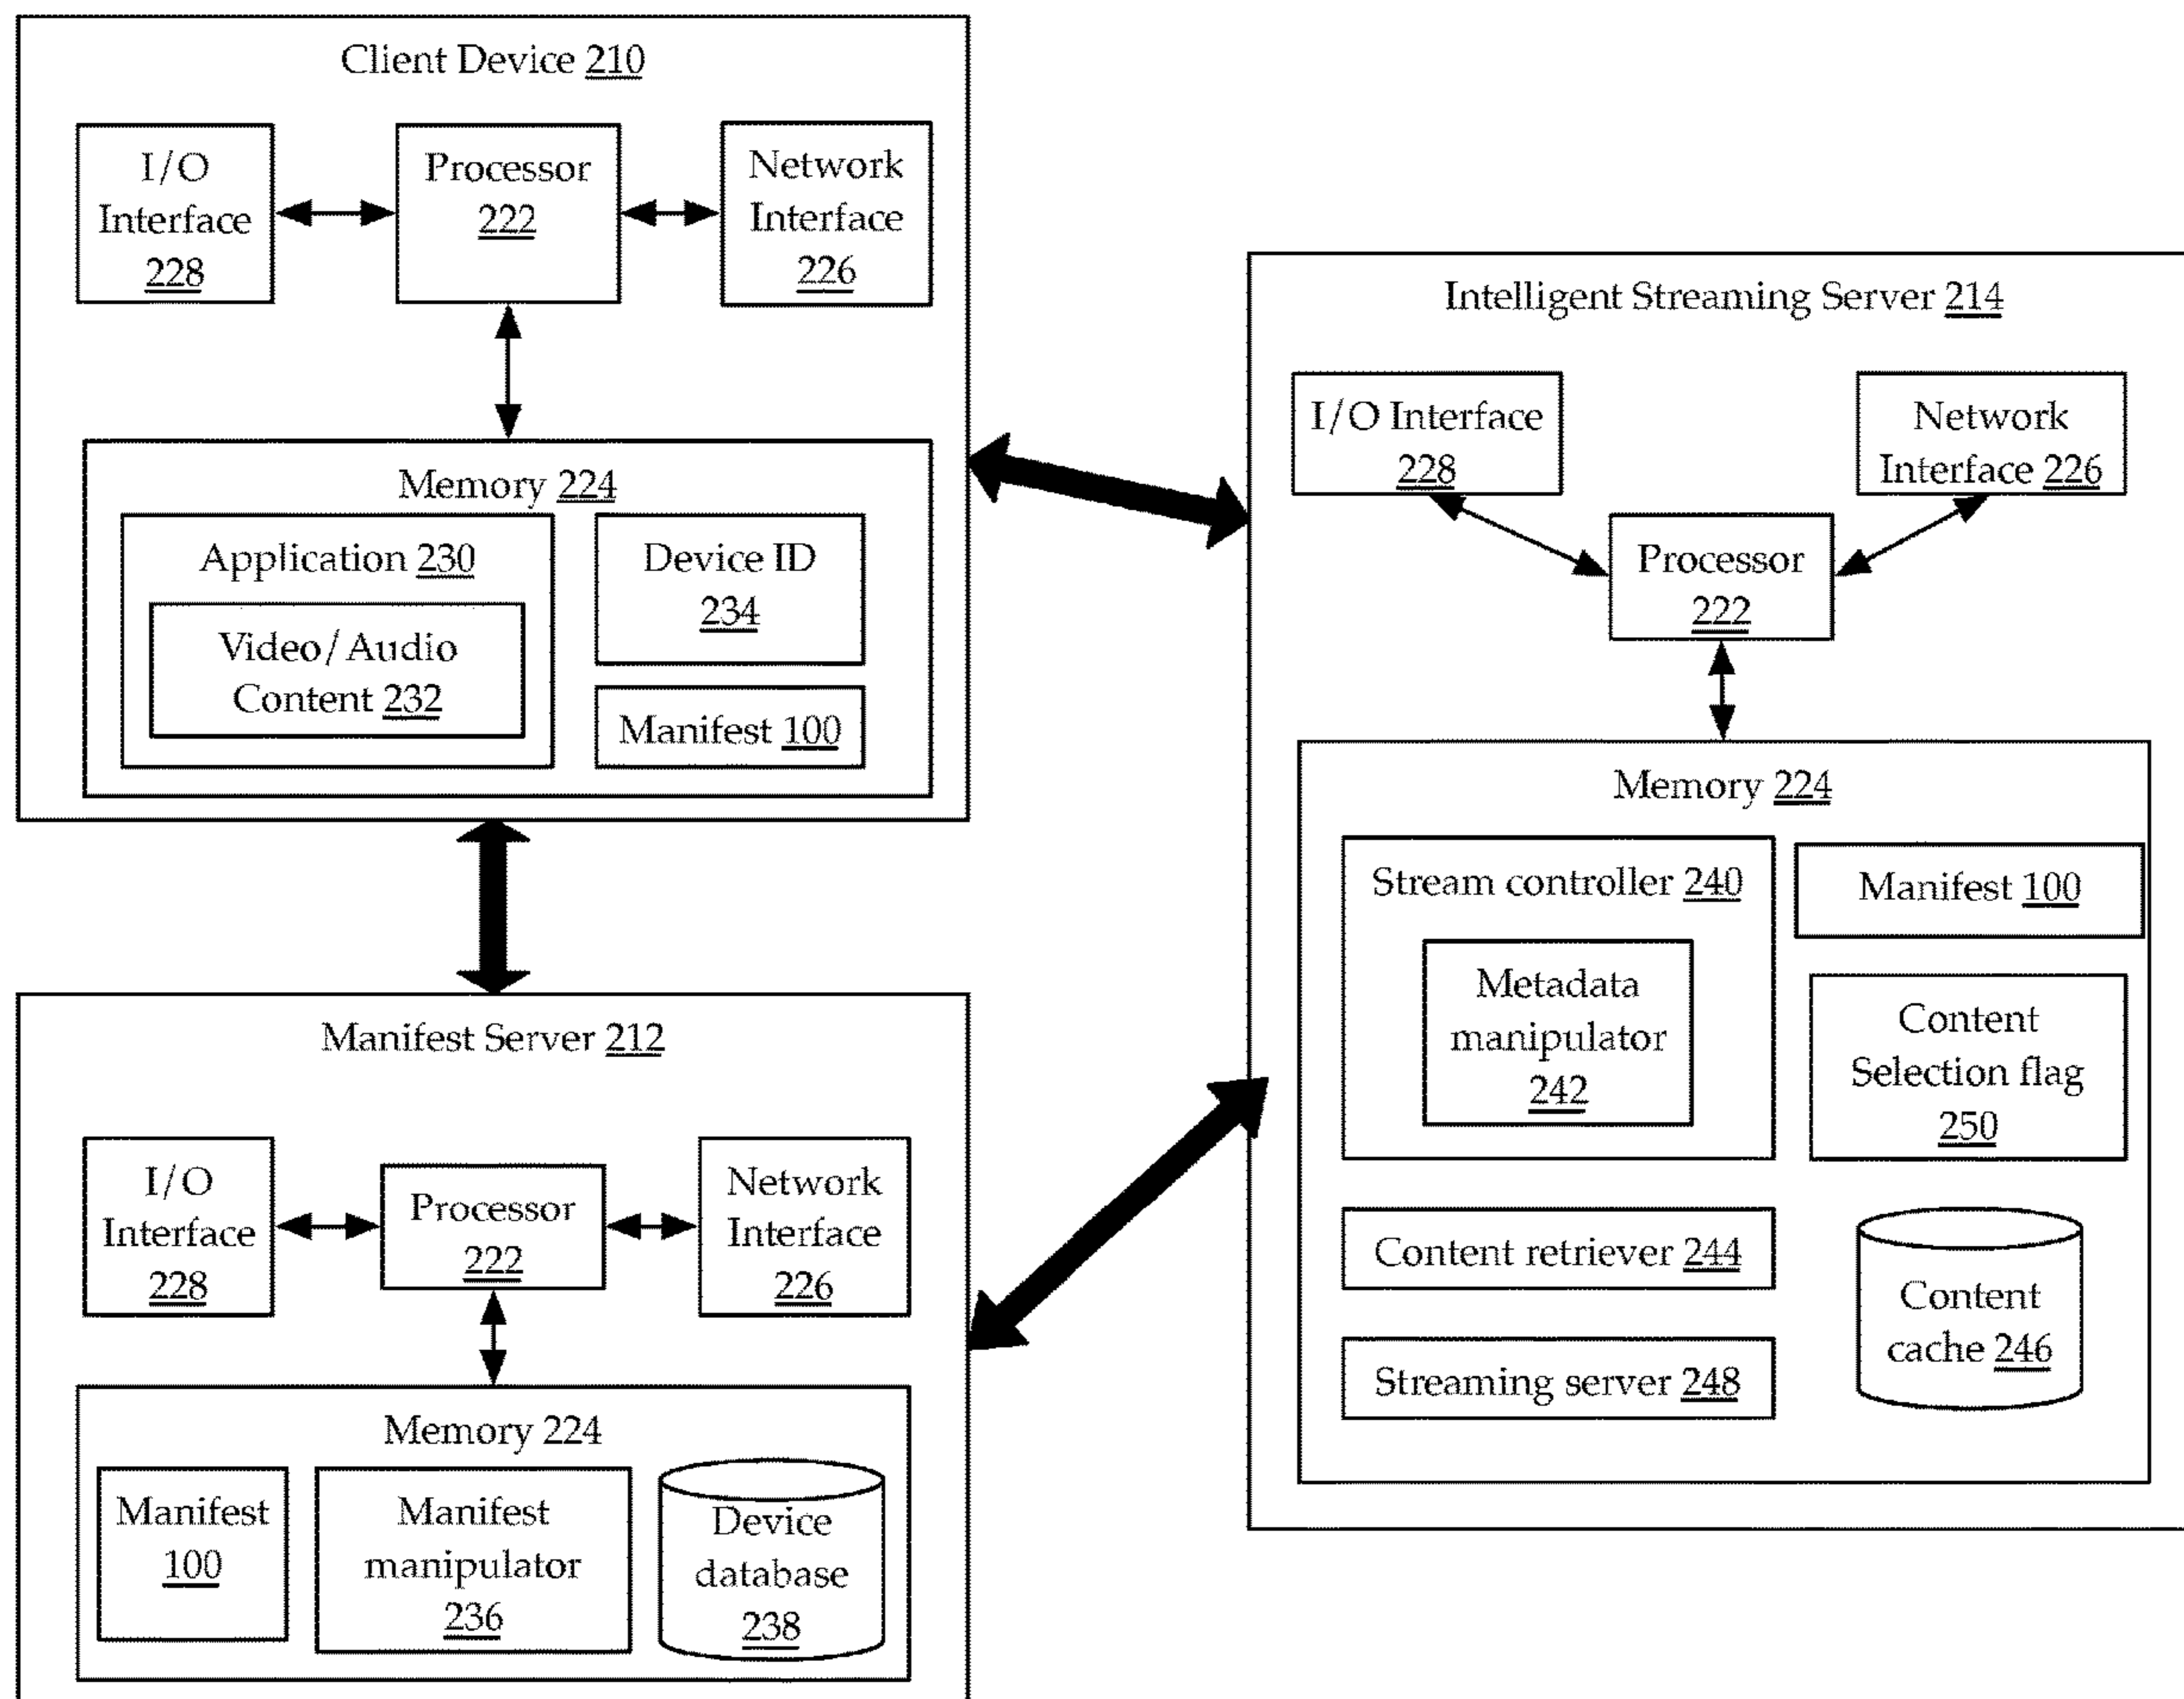 Client Device 210
I/O
Interface
228
Processor
222
Network
Interface
226
Memory 224
Application 230
Video/Audio
Content 232
Device ID
234
Manifest 100
Manifest Server 212
I/O
Interface
228
Processor
222
Network
Interface
226
Memory 224
Manifest
100
Manifest
manipulator
236
Device
database
238
Intelligent Streaming Server 214
I/O Interface
228
Network
Interface 226
Processor
222
Memory 224
Stream controller 240
Metadata
manipulator
242
Manifest 100
Content
Selection flag
250
Content retriever 244
Streaming server 248
Content
cache 246